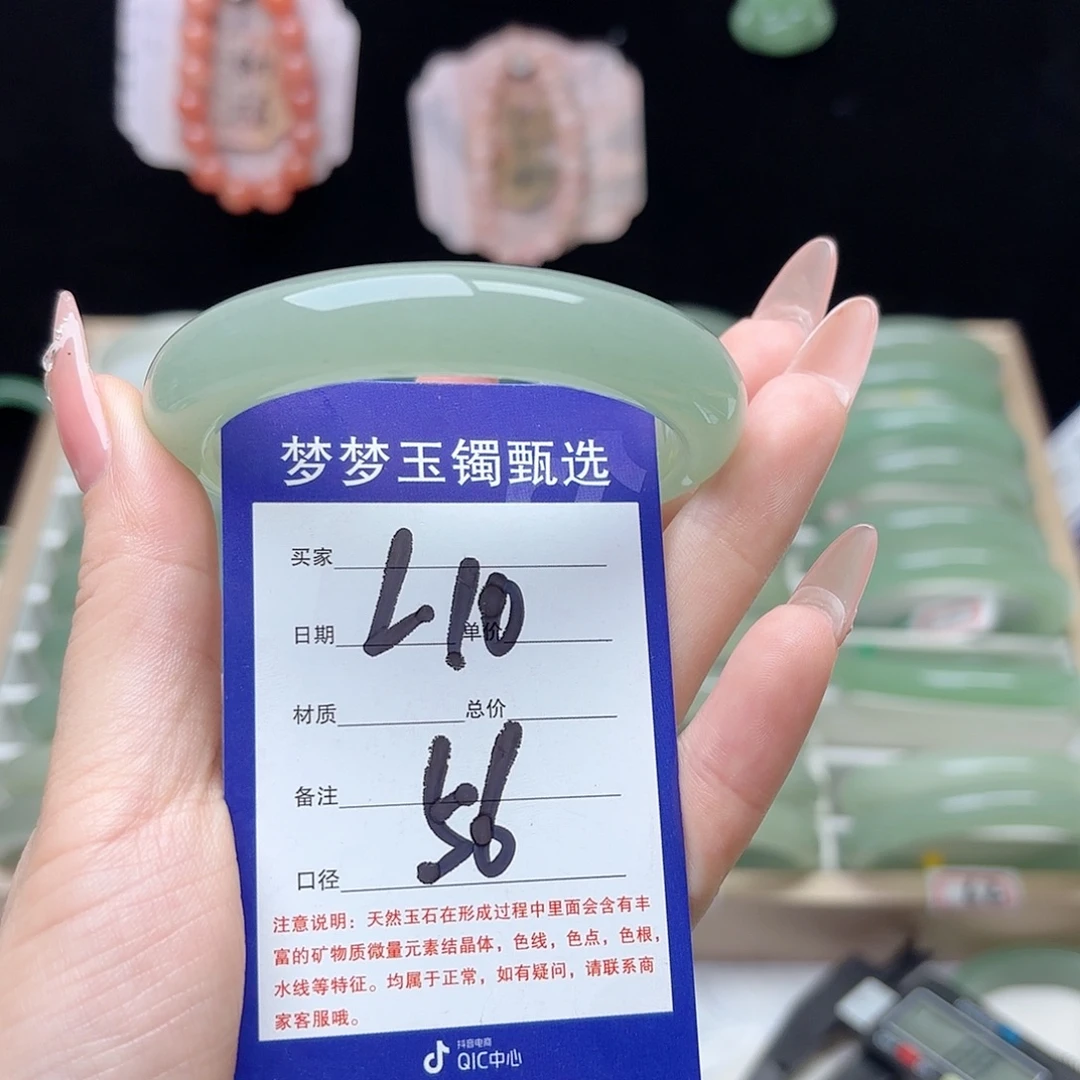 梦梦玉镯甄选
买家
L10
日期 单价
材质 总价
备注
56
口径
注意说明：天然玉石在形成过程中里面会含有丰
富的矿物质微量元素结晶体，色线，色点，色根，
水线等特征。均属于正常，如有疑问，请联系商
家客服哦。
抖音电商
QIC中心